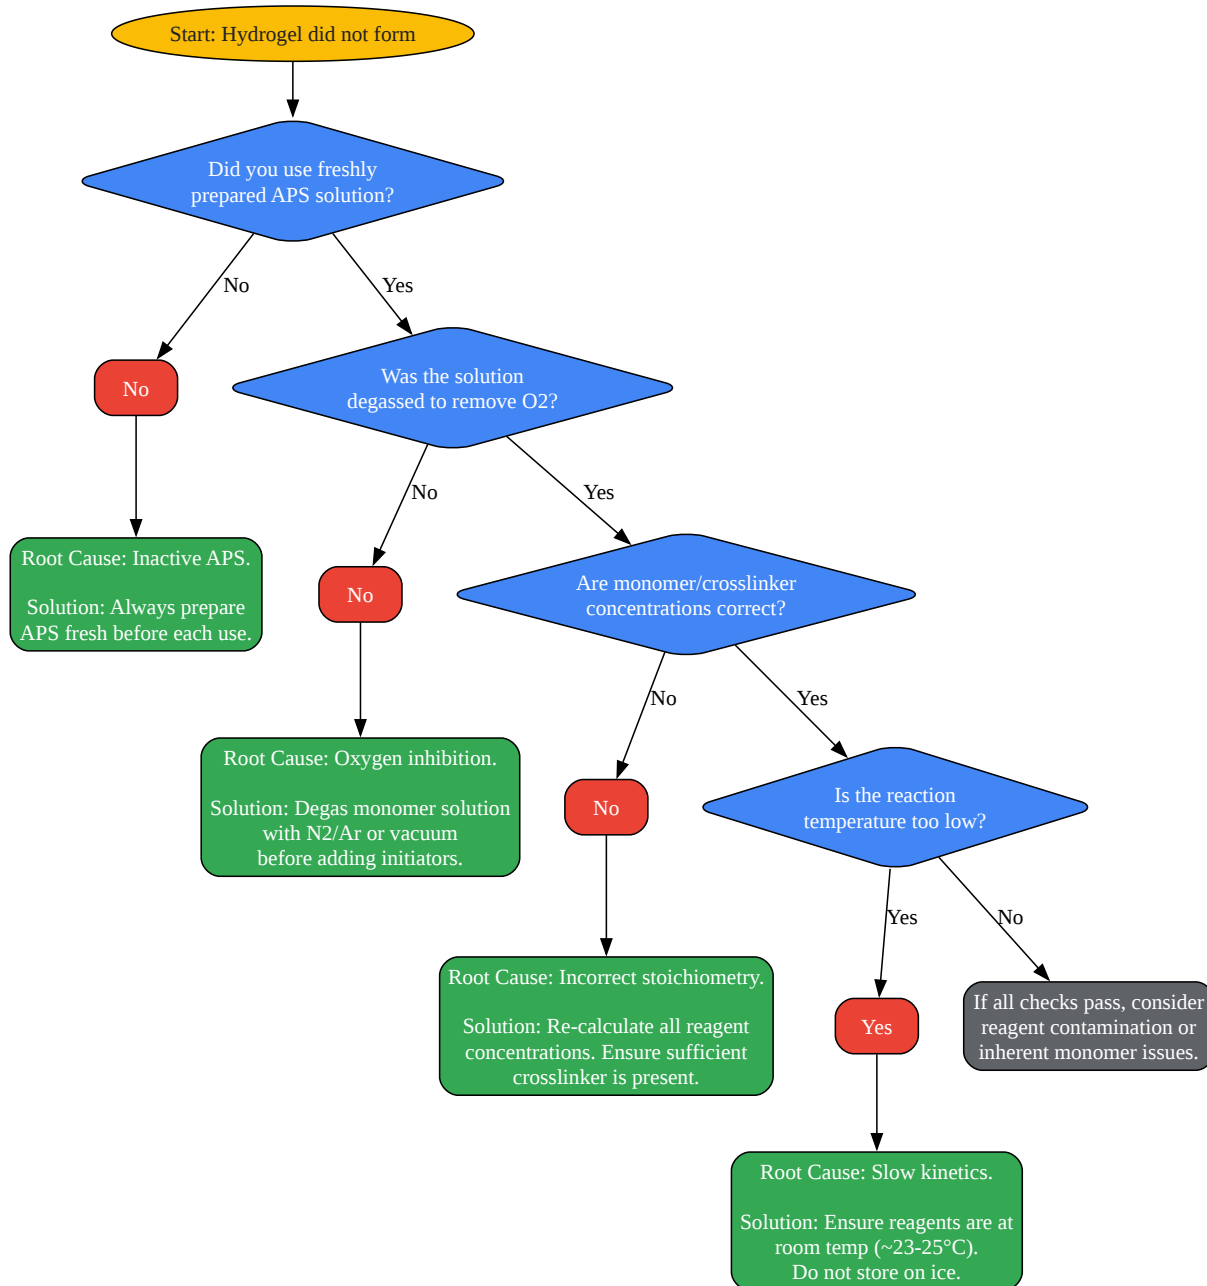 Start: Hydrogel did not form
Did you use freshly
prepared APS solution?
No
Yes
No
Was the solution
degassed to remove O2?
No
Yes
Root Cause: Inactive APS.
Solution: Always prepare
APS fresh before each use.
No
Are monomer/crosslinker
concentrations correct?
No
Yes
Root Cause: Oxygen inhibition.
Solution: Degas monomer solution
with N2/Ar or vacuum
before adding initiators.
No
Is the reaction
temperature too low?
Yes
No
Root Cause: Incorrect stoichiometry.
Solution: Re-calculate all reagent
concentrations. Ensure sufficient
crosslinker is present.
Yes
If all checks pass, consider
reagent contamination or
inherent monomer issues.
Root Cause: Slow kinetics.
Solution: Ensure reagents are at
room temp (~23-25°C).
Do not store on ice.